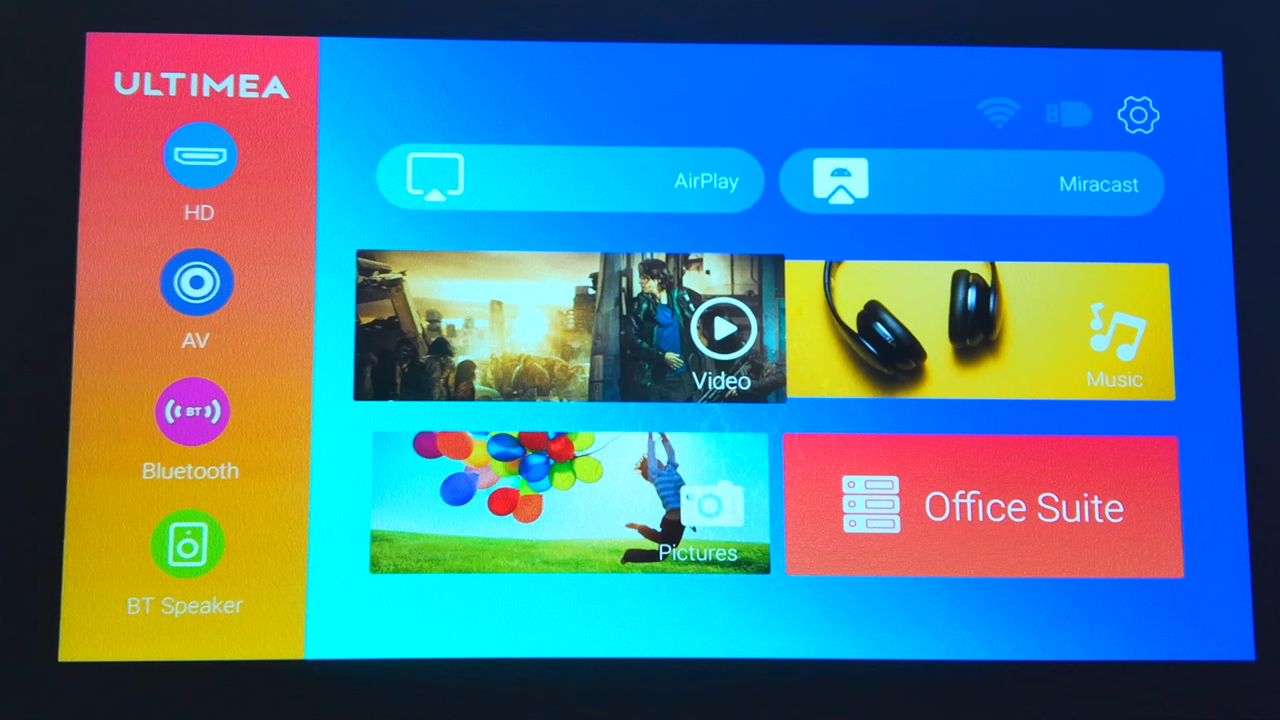 ULTIMEA
HD
AV
BT
Bluetooth
BT Speaker
AirPlay
Miracast
Video
Music
Pictures
Office Suite